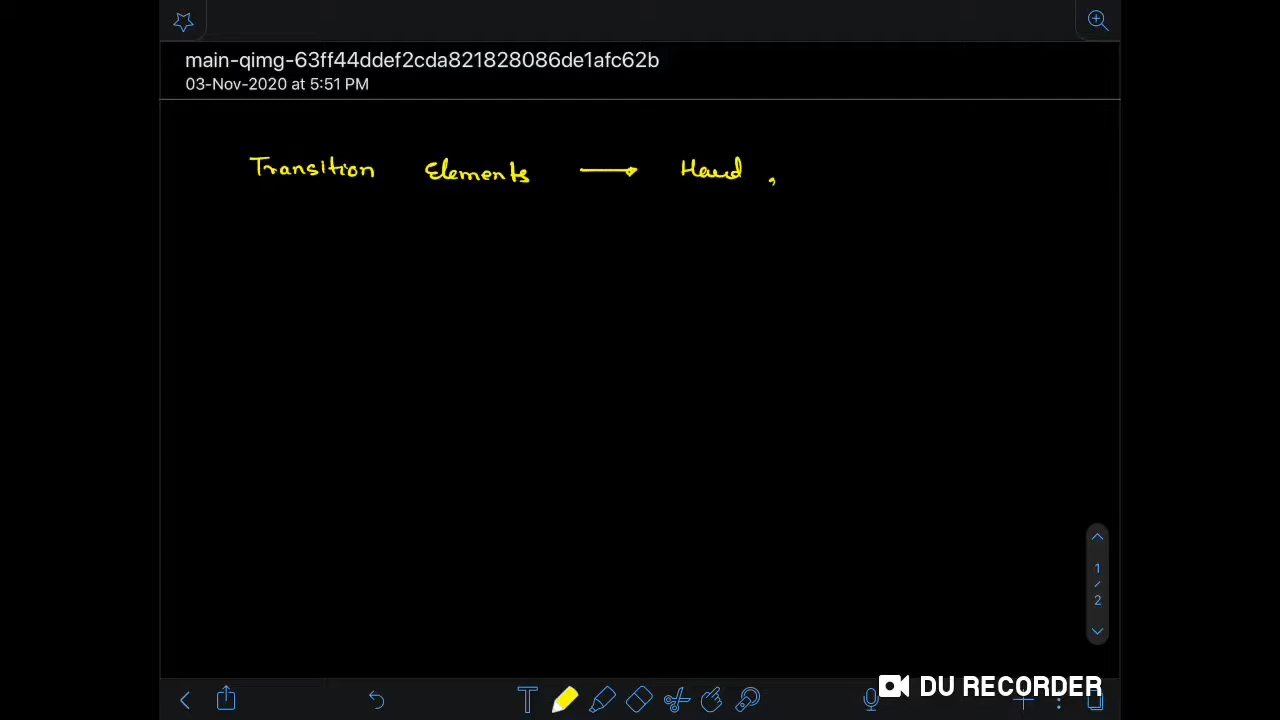 main-qimg-63ff44ddef2cda821828086de1afc62b
03-Nov-2020 at 5:51 PM
Transition Elements → Hard ,
1
/
2
T
DU RECORDER